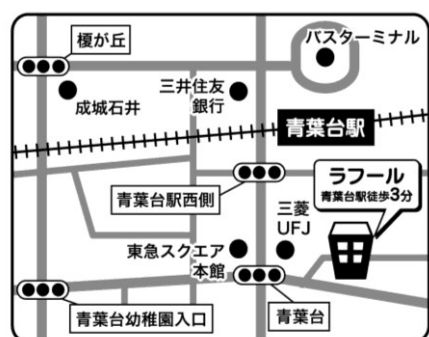 榎が丘
バスターミナル
成城石井
三井住友
銀行
青葉台駅
青葉台駅西側
ラフール
青葉台駅徒歩3分
三菱
UFJ
東急スクエア
本館
青葉台幼稚園入口
青葉台